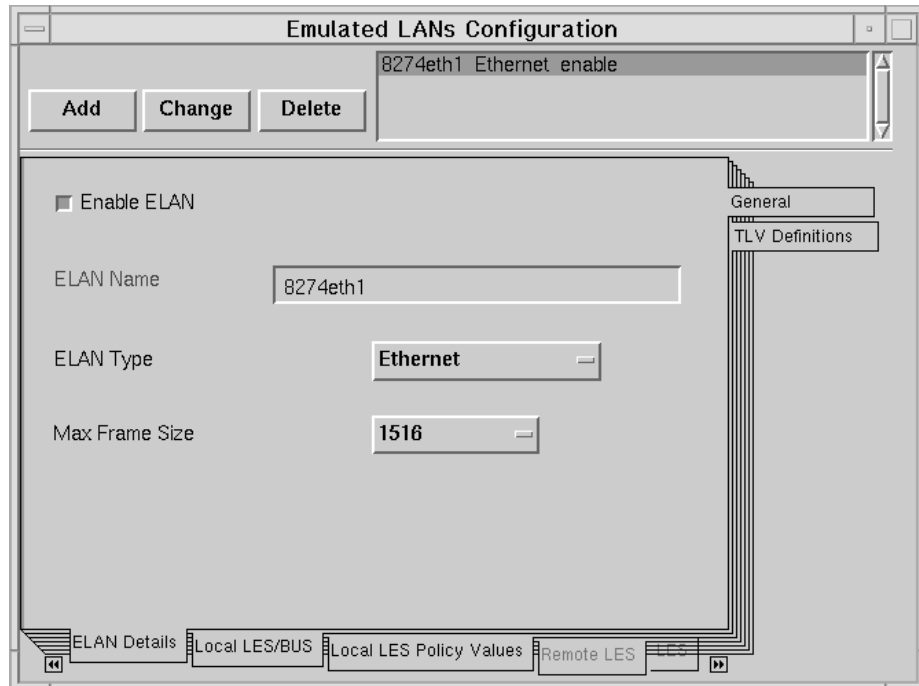 Emulated LANs Configuration
8274eth1 Ethernet enable
Add
Change
Delete
Enable ELAN
General
TLV Definitions
ELAN Name
8274eth1
ELAN Type
Ethernet
Max Frame Size
1516
ELAN Details
Local LES/BUS
Local LES Policy Values
Remote LES
LES